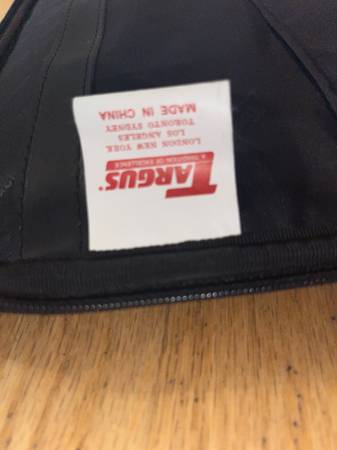 TARGUS®
A TRADITION OF EXCELLENCE
LONDON NEW YORK
LOS ANGELES
TORONTO SYDNEY
MADE IN CHINA